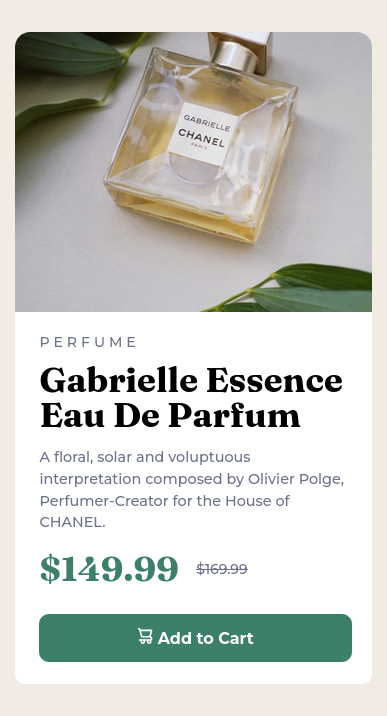 GABRIELLE
CHANEL
PARIS
PERFUME
Gabrielle Essence
Eau De Parfum
A floral, solar and voluptuous
interpretation composed by Olivier Polge,
Perfumer-Creator for the House of
CHANEL.
$149.99 $169.99
Add to Cart